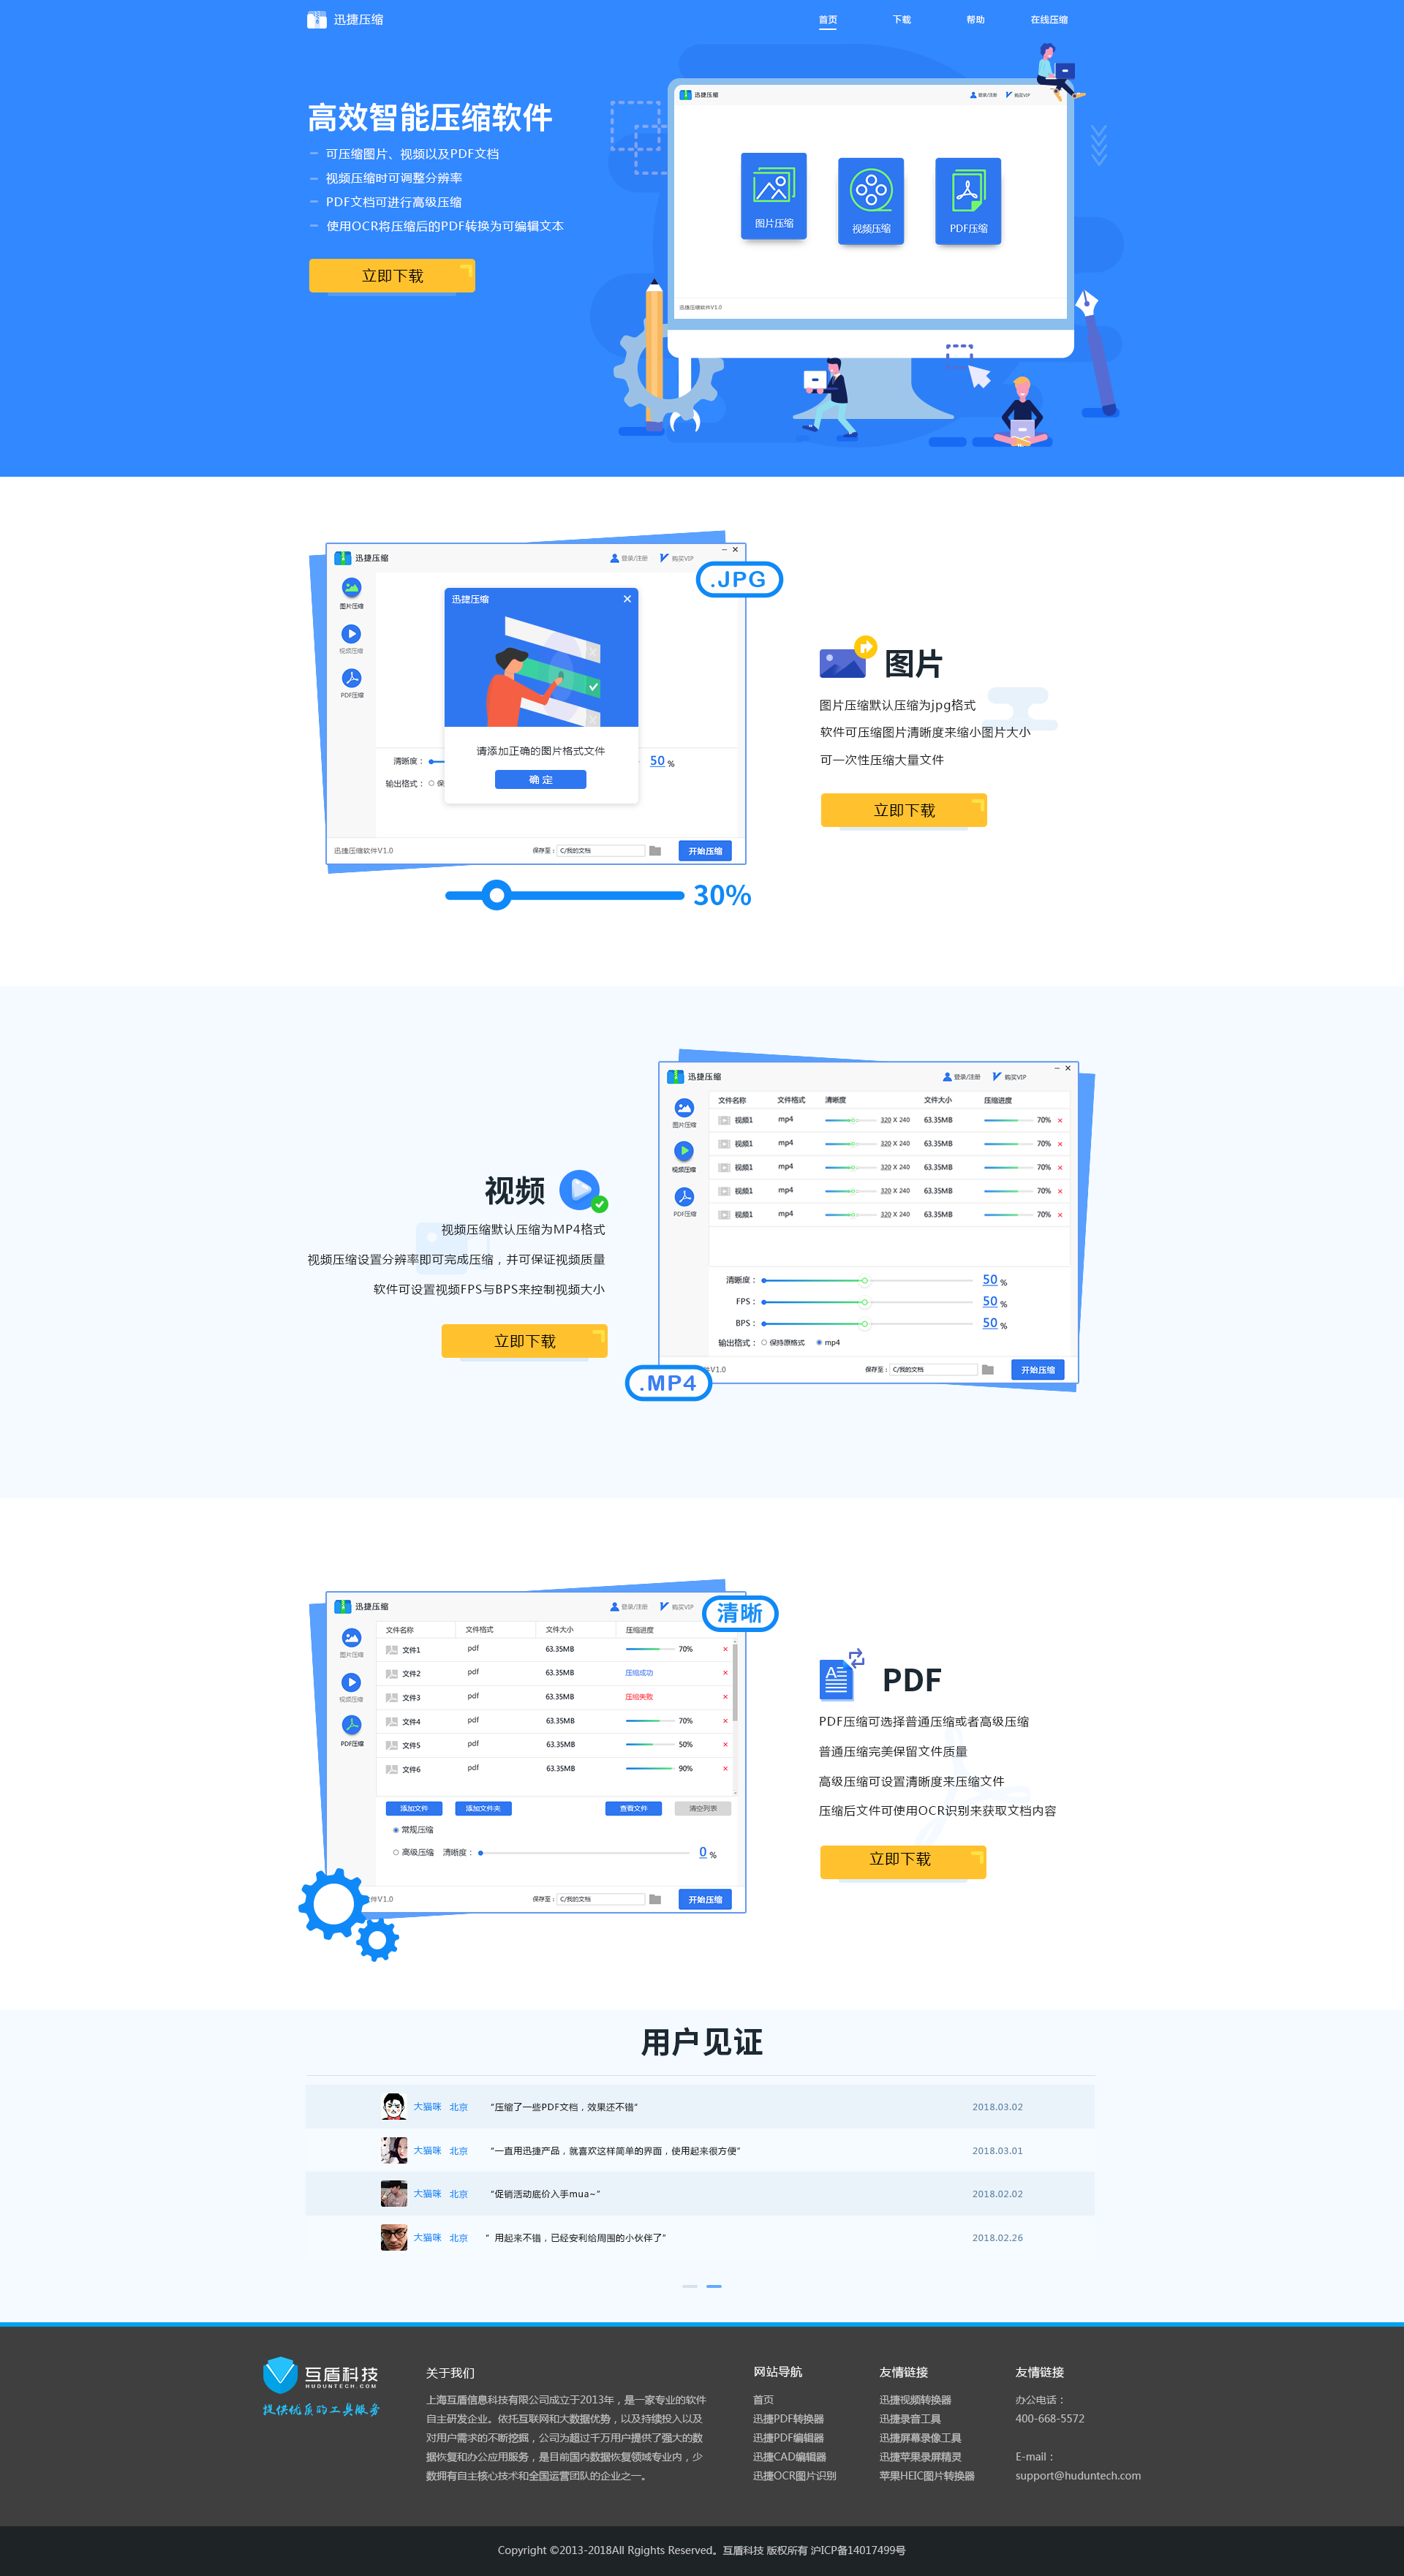 迅捷压缩
首页 下载 帮助 在线压缩
高效智能压缩软件
可压缩图片、视频以及PDF文档
视频压缩时可调整分辨率
PDF文档可进行高级压缩
使用OCR将压缩后的PDF转换为可编辑文本
立即下载
迅捷压缩 登录/注册 购买VIP
图片压缩 视频压缩 PDF压缩
迅捷压缩软件V1.0
迅捷压缩 登录/注册 购买VIP
.JPG
图片压缩
视频压缩
PDF压缩
迅捷压缩
请添加正确的图片格式文件
确 定
清晰度： 50 %
输出格式： 保
迅捷压缩软件V1.0 保存至： C/我的文档 开始压缩
30%
图片
图片压缩默认压缩为jpg格式
软件可压缩图片清晰度来缩小图片大小
可一次性压缩大量文件
立即下载
视频
视频压缩默认压缩为MP4格式
视频压缩设置分辨率即可完成压缩，并可保证视频质量
软件可设置视频FPS与BPS来控制视频大小
立即下载
迅捷压缩 登录/注册 购买VIP
图片压缩
视频压缩
PDF压缩
文件名称 文件格式 清晰度 文件大小 压缩进度
视频1 mp4 320 X 240 63.35MB 70%
视频1 mp4 320 X 240 63.35MB 70%
视频1 mp4 320 X 240 63.35MB 70%
视频1 mp4 320 X 240 63.35MB 70%
视频1 mp4 320 X 240 63.35MB 70%
清晰度： 50 %
FPS： 50 %
BPS： 50 %
输出格式： 保持原格式 mp4
件V1.0 保存至： C/我的文档 开始压缩
.MP4
迅捷压缩 登录/注册 购买VIP
清晰
图片压缩
视频压缩
PDF压缩
文件名称 文件格式 文件大小 压缩进度
文件1 pdf 63.35MB 70%
文件2 pdf 63.35MB 压缩成功
文件3 pdf 63.35MB 压缩失败
文件4 pdf 63.35MB 70%
文件5 pdf 63.35MB 50%
文件6 pdf 63.35MB 90%
添加文件 添加文件夹 查看文件 清空列表
常规压缩
高级压缩 清晰度： 0 %
件V1.0 保存至： C/我的文档 开始压缩
PDF
PDF压缩可选择普通压缩或者高级压缩
普通压缩完美保留文件质量
高级压缩可设置清晰度来压缩文件
压缩后文件可使用OCR识别来获取文档内容
立即下载
用户见证
大猫咪 北京 “压缩了一些PDF文档，效果还不错” 2018.03.02
大猫咪 北京 “一直用迅捷产品，就喜欢这样简单的界面，使用起来很方便” 2018.03.01
大猫咪 北京 “促销活动底价入手mua~” 2018.02.02
大猫咪 北京 “ 用起来不错，已经安利给周围的小伙伴了” 2018.02.26
互盾科技
HUDUNTECH.COM
提供优质的工具服务
关于我们
上海互盾信息科技有限公司成立于2013年，是一家专业的软件
自主研发企业。依托互联网和大数据优势，以及持续投入以及
对用户需求的不断挖掘，公司为超过千万用户提供了强大的数
据恢复和办公应用服务，是目前国内数据恢复领域专业内，少
数拥有自主核心技术和全国运营团队的企业之一。
网站导航
首页
迅捷PDF转换器
迅捷PDF编辑器
迅捷CAD编辑器
迅捷OCR图片识别
友情链接
迅捷视频转换器
迅捷录音工具
迅捷屏幕录像工具
迅捷苹果录屏精灵
苹果HEIC图片转换器
友情链接
办公电话：
400-668-5572
E-mail：
support@huduntech.com
Copyright ©2013-2018All Rgights Reserved。互盾科技 版权所有 沪ICP备14017499号